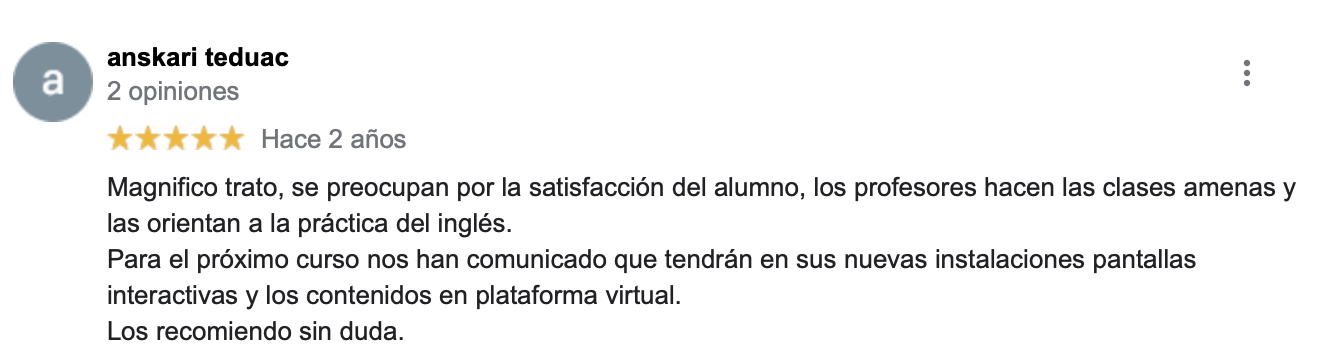 a
anskari teduac
2 opiniones
Hace 2 años
Magnifico trato, se preocupan por la satisfacción del alumno, los profesores hacen las clases amenas y
las orientan a la práctica del inglés.
Para el próximo curso nos han comunicado que tendrán en sus nuevas instalaciones pantallas
interactivas y los contenidos en plataforma virtual.
Los recomiendo sin duda.